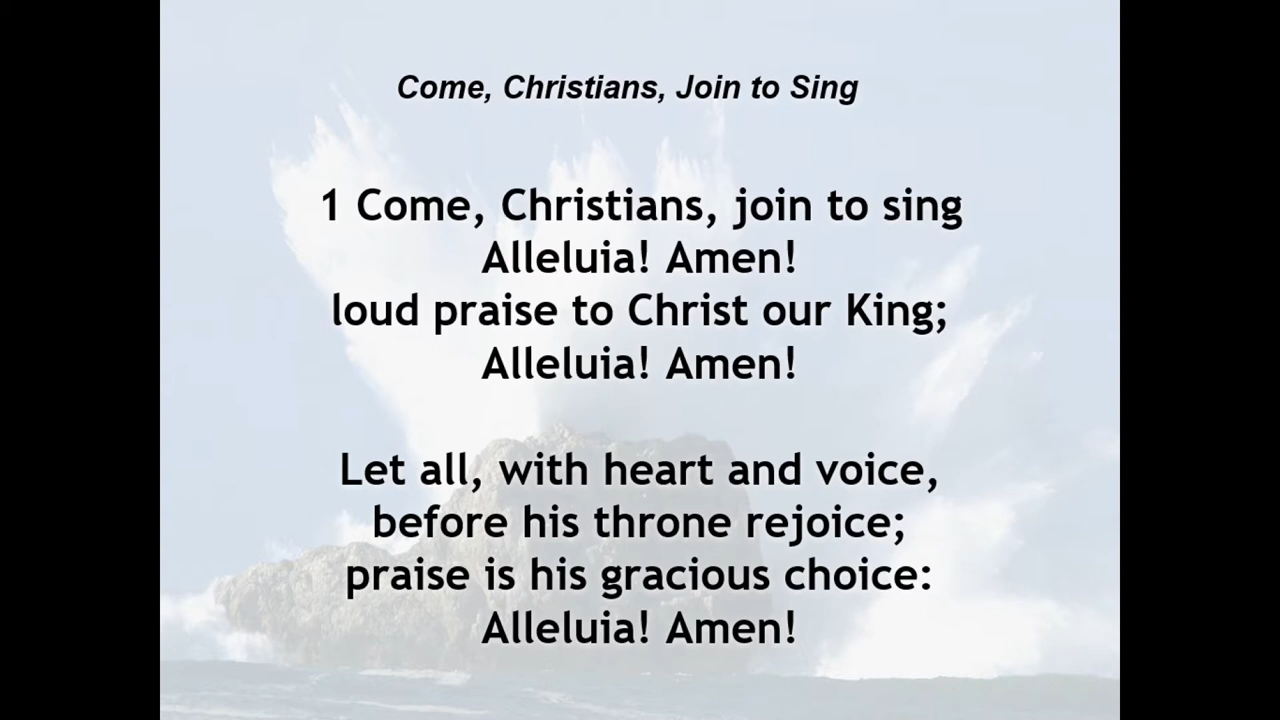 Come, Christians, Join to Sing
1 Come, Christians, join to sing
Alleluia! Amen!
loud praise to Christ our King;
Alleluia! Amen!
Let all, with heart and voice,
before his throne rejoice;
praise is his gracious choice:
Alleluia! Amen!